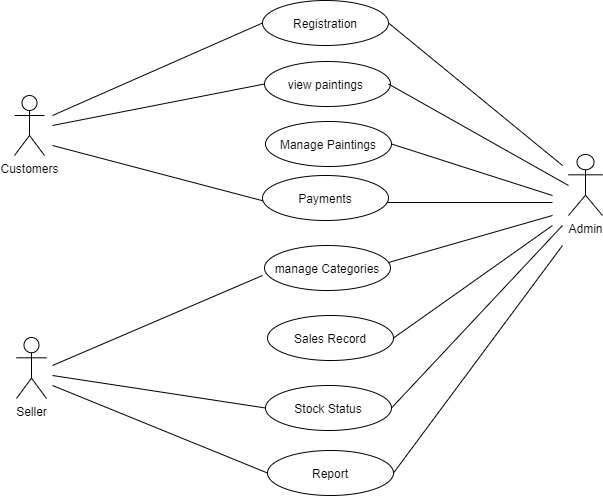 Registration
view paintings
Manage Paintings
Customers
Payments
Admin
manage Categories
Sales Record
Seller
Stock Status
Report